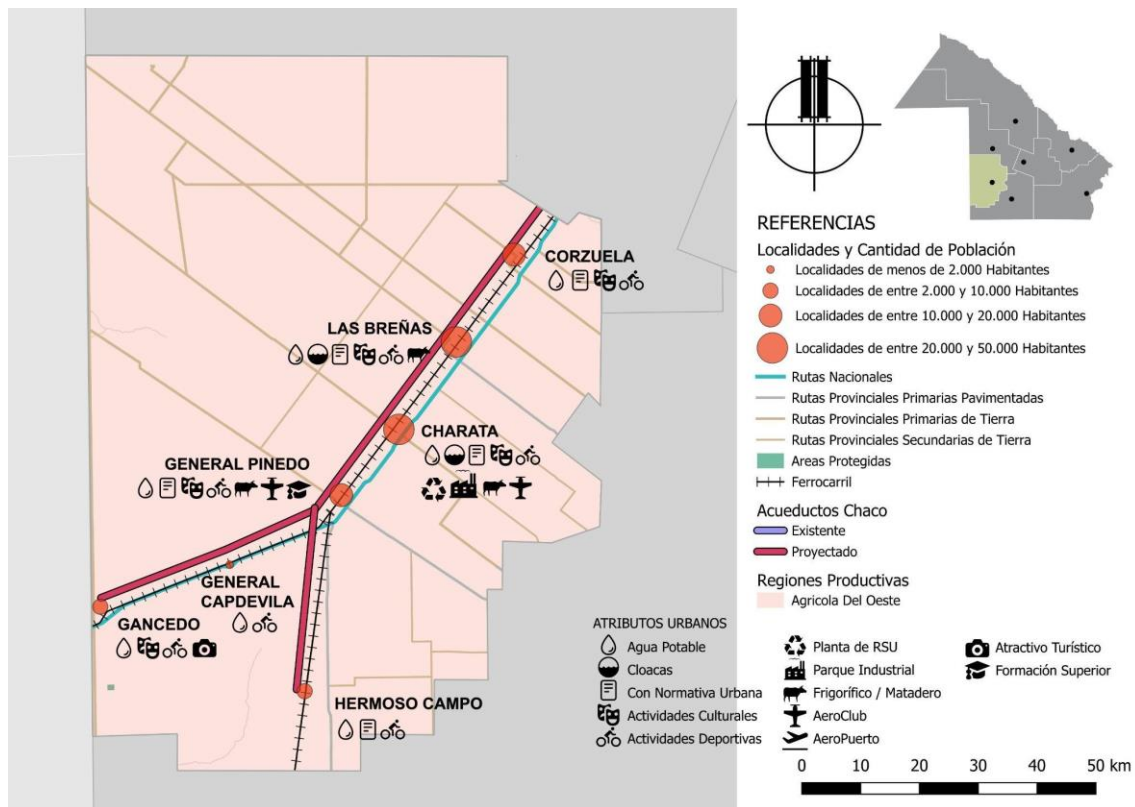 CORZUELA
LAS BREÑAS
CHARATA
GENERAL PINEDO
GENERAL
CAPDEVILA
GANCEDO
HERMOSO CAMPO
REFERENCIAS
Localidades y Cantidad de Población
Localidades de menos de 2.000 Habitantes
Localidades de entre 2.000 y 10.000 Habitantes
Localidades de entre 10.000 y 20.000 Habitantes
Localidades de entre 20.000 y 50.000 Habitantes
Rutas Nacionales
Rutas Provinciales Primarias Pavimentadas
Rutas Provinciales Primarias de Tierra
Rutas Provinciales Secundarias de Tierra
Areas Protegidas
Ferrocarril
Acueductos Chaco
Existente
Proyectado
Regiones Productivas
Agricola Del Oeste
ATRIBUTOS URBANOS
Agua Potable
Cloacas
Con Normativa Urbana
Actividades Culturales
Actividades Deportivas
Planta de RSU
Parque Industrial
Frigorífico / Matadero
AeroClub
AeroPuerto
Atractivo Turístico
Formación Superior
0 10 20 30 40 50 km